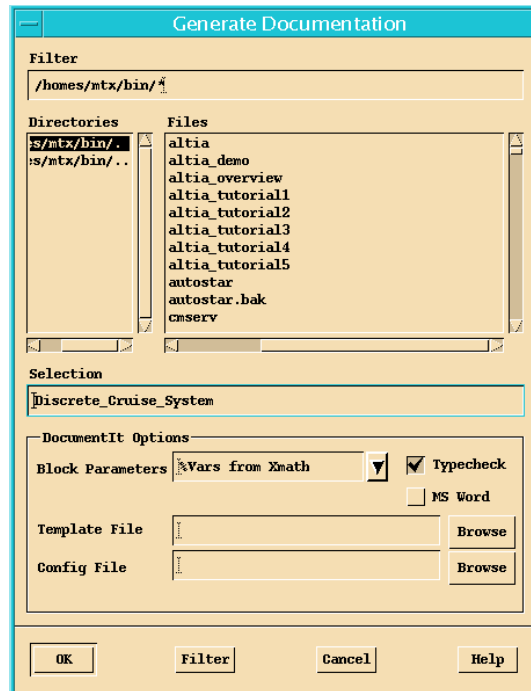 Generate Documentation
Filter
/homes/mtx/bin/*
Directories Files
:s/mtx/bin/.
es/mtx/bin/..
altia
altia_demo
altia_overview
altia_tutorial1
altia_tutorial2
altia_tutorial3
altia_tutorial4
altia_tutorial5
autostar
autostar.bak
cmserv
Selection
Discrete_Cruise_System
DocumentIt Options
Block Parameters %Vars from Xmath Typecheck
MS Word
Template File Browse
Config File Browse
OK Filter Cancel Help